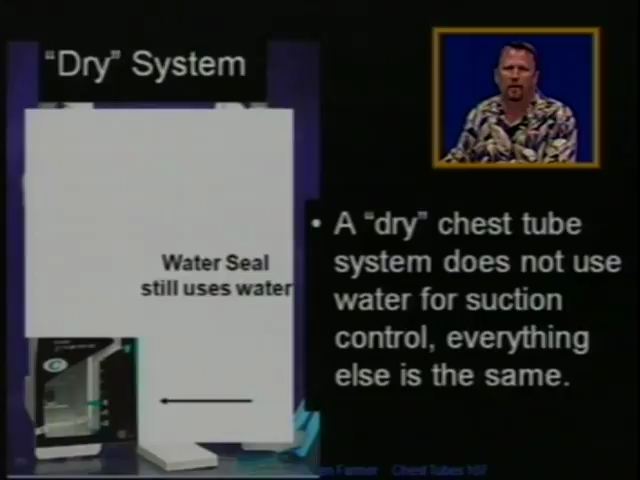 “Dry” System
Water Seal
still uses water
• A “dry” chest tube
system does not use
water for suction
control, everything
else is the same.
C
Farmer Chest Tubes 107